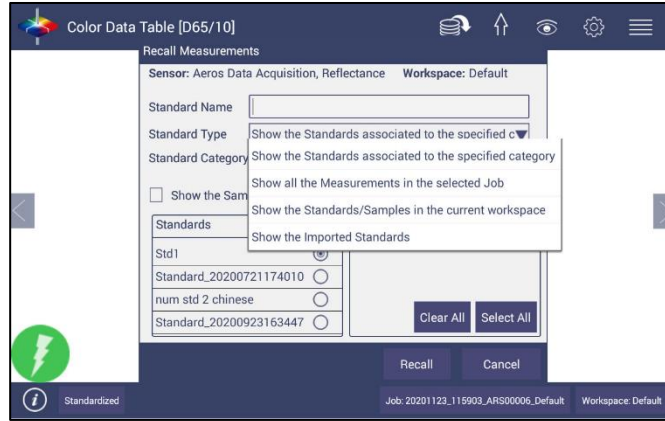 Color Data Table [D65/10]
Recall Measurements
Sensor: Aeros Data Acquisition, Reflectance Workspace: Default
Standard Name
Standard Type Show the Standards associated to the specified c
Standard Category
Show the Standards associated to the specified category
Show all the Measurements in the selected Job
Show the Sam
Show the Standards/Samples in the current workspace
Standards
Show the Imported Standards
Std1
Standard_20200721174010
num std 2 chinese
Standard_20200923163447
Clear All Select All
Recall Cancel
i Standardized Job: 20201123_115903_ARS00006_Default Workspace: Default